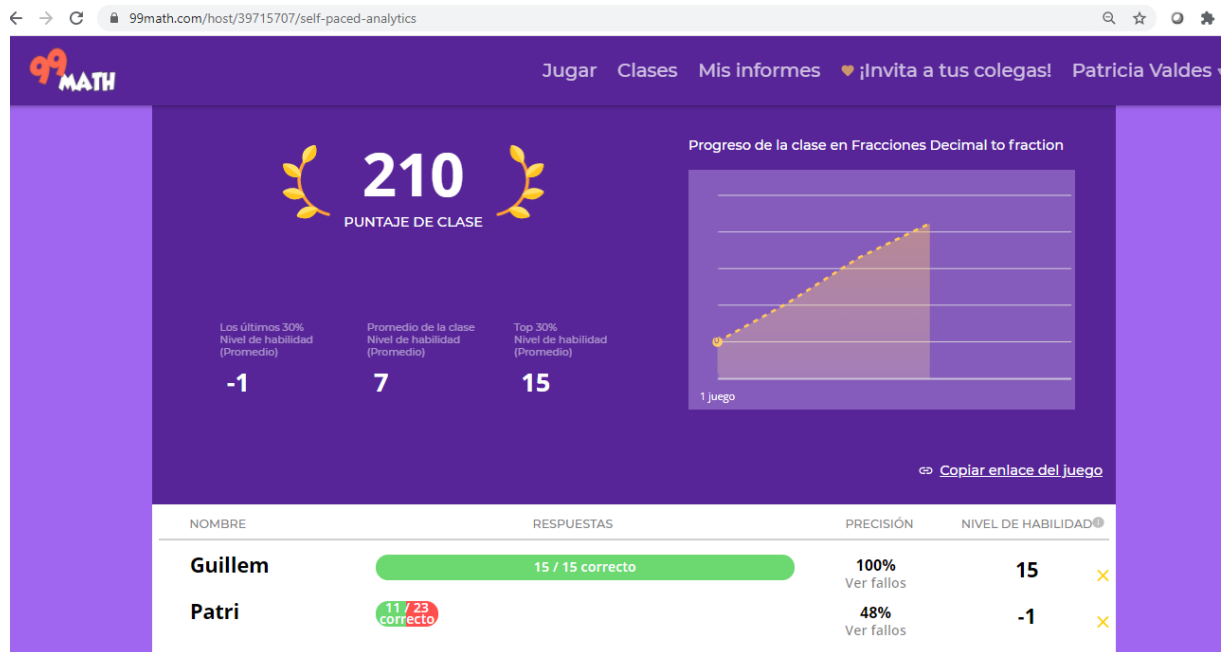 99math.com/host/39715707/self-paced-analytics
99MATH
Jugar Clases Mis informes ¡Invita a tus colegas! Patricia Valdes
210
PUNTAJE DE CLASE
Progreso de la clase en Fracciones Decimal to fraction
Los últimos 30%
Nivel de habilidad
(Promedio)
-1
Promedio de la clase
Nivel de habilidad
(Promedio)
7
Top 30%
Nivel de habilidad
(Promedio)
15
1 juego
Copiar enlace del juego
NOMBRE RESPUESTAS PRECISIÓN NIVEL DE HABILIDAD
Guillem 15 / 15 correcto 100% 15
Ver fallos
Patri 11 / 23 48% -1
correcto Ver fallos